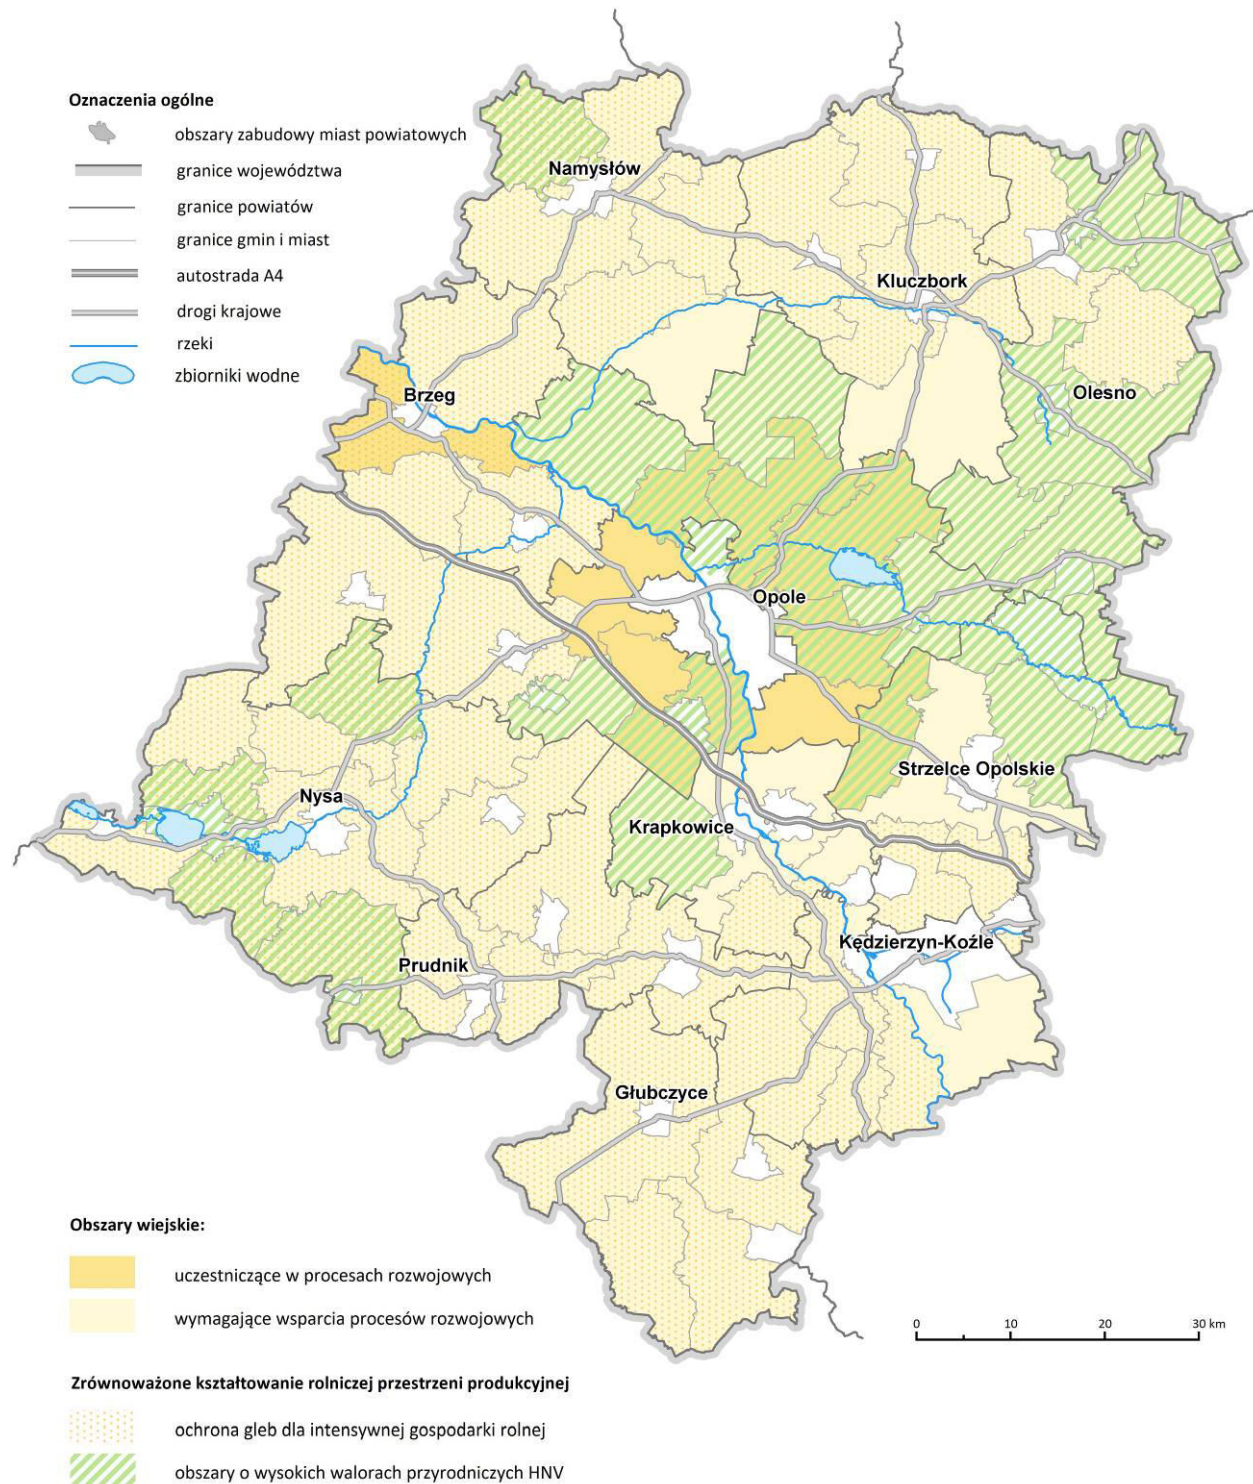 Oznaczenia ogólne
obszary zabudowy miast powiatowych
granice województwa
granice powiatów
granice gmin i miast
autostrada A4
drogi krajowe
rzeki
zbiorniki wodne
Namysłów
Kluczbork
Brzeg
Olesno
Opole
Strzelce Opolskie
Nysa
Krapkowice
Kędzierzyn-Koźle
Prudnik
Głubczyce
Obszary wiejskie:
uczestniczące w procesach rozwojowych
wymagające wsparcia procesów rozwojowych
0 10 20 30 km
Zrównoważone kształtowanie rolniczej przestrzeni produkcyjnej
ochrona gleb dla intensywnej gospodarki rolnej
obszary o wysokich walorach przyrodniczych HNV